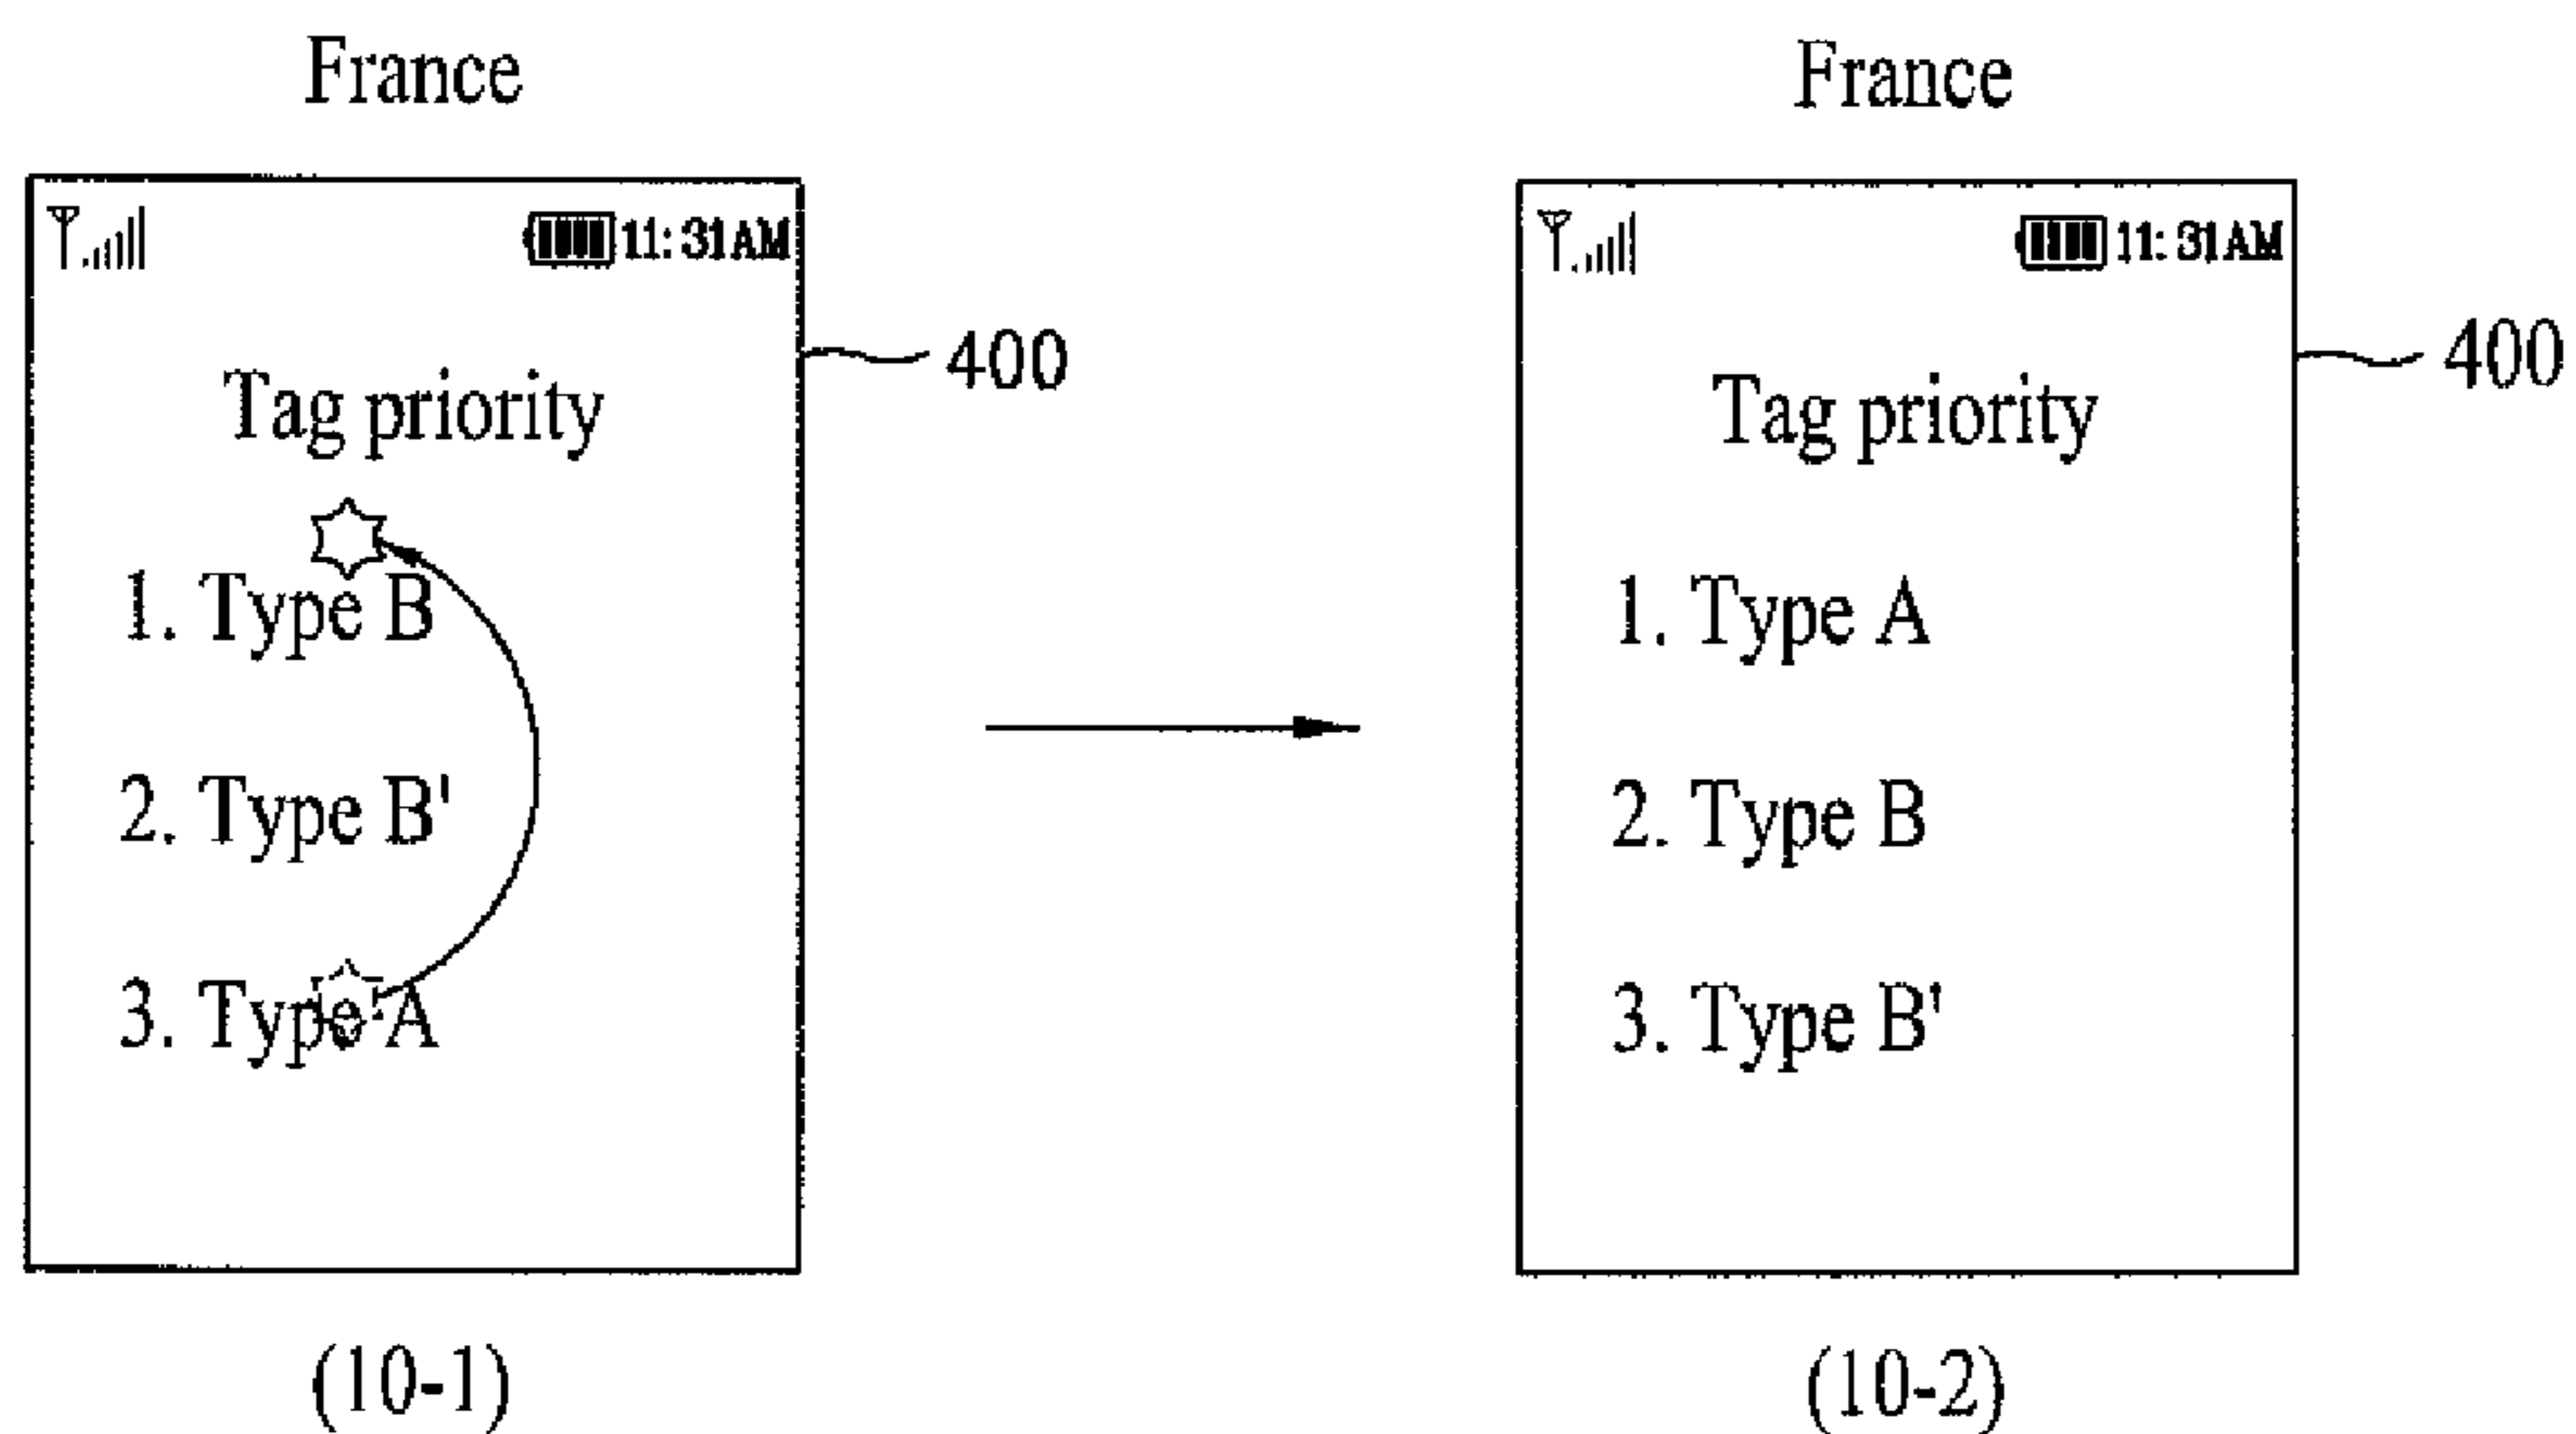 France
11:31AM
400
Tag priority
1. Type B
2. Type B'
3. Type A
(10-1)
France
11:31AM
400
Tag priority
1. Type A
2. Type B
3. Type B'
(10-2)